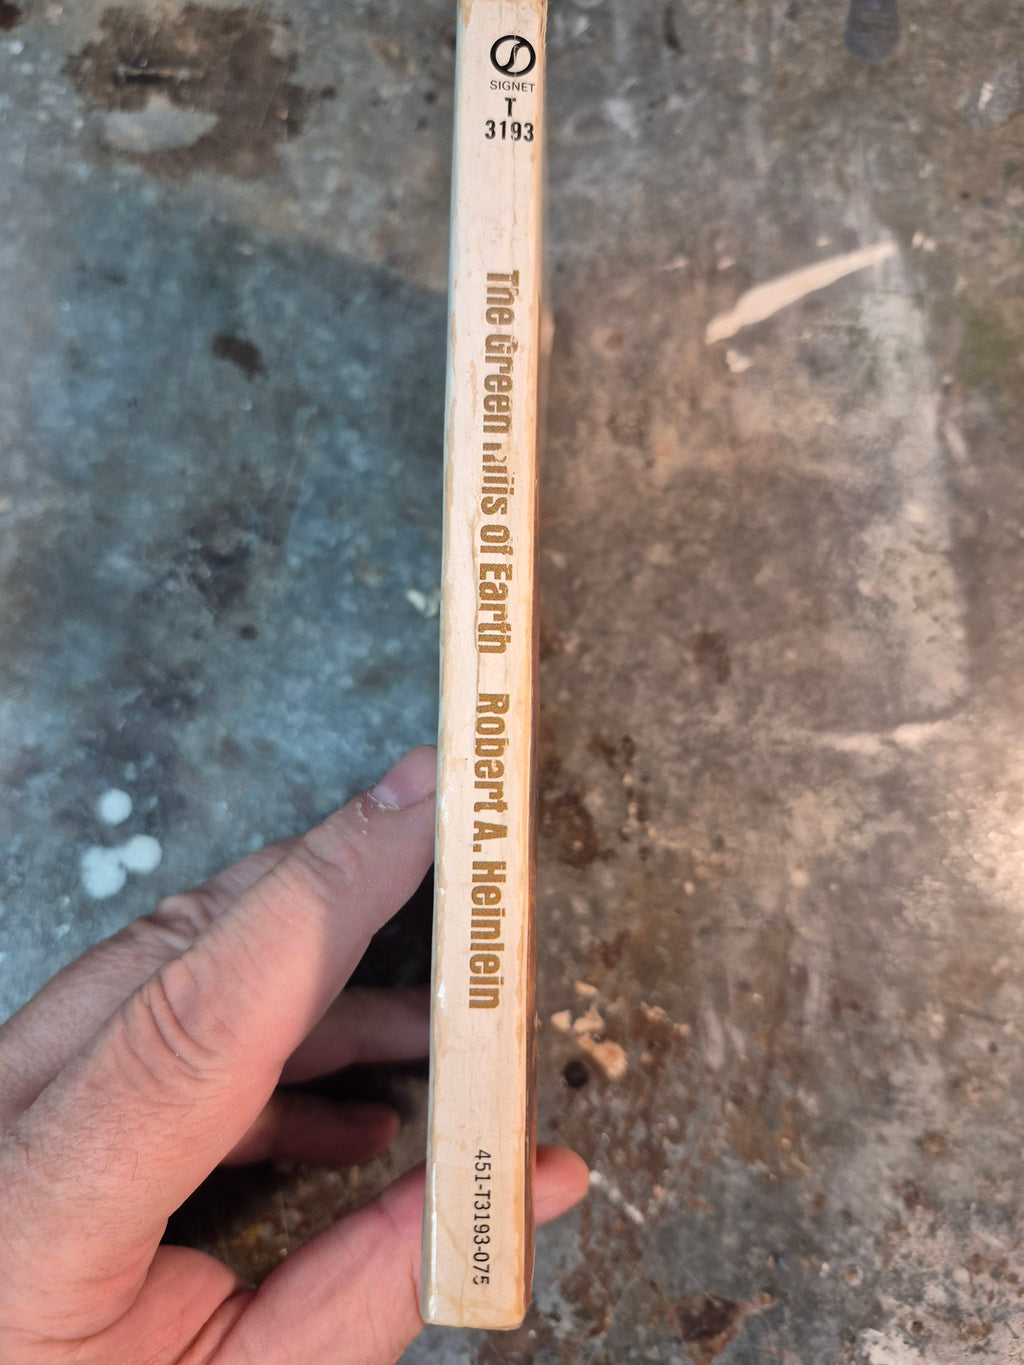 SIGNET
T
3193
The Green Hills of Earth Robert A. Heinlein
451-T3193-075